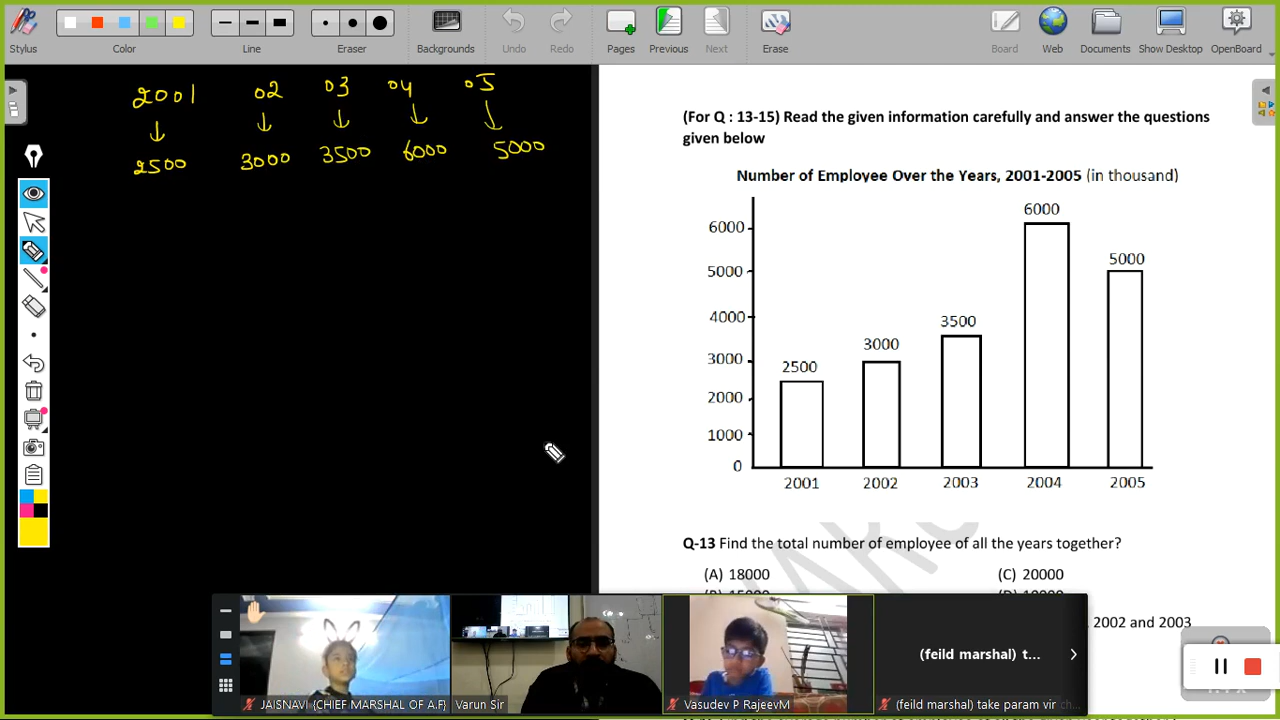 Stylus
Color
Line
Eraser
Backgrounds
Undo
Redo
Pages
Previous
Next
Erase
Board
Web
Documents
Show Desktop
OpenBoard
2001 02 03 04 05
2500 3000 3500 6000 5000
(For Q : 13-15) Read the given information carefully and answer the questions
given below
Number of Employee Over the Years, 2001-2005 (in thousand)
6000
5000
4000
3000
2000
1000
0
2500
3000
3500
6000
5000
2001 2002 2003 2004 2005
Q-13 Find the total number of employee of all the years together?
(A) 18000
(C) 20000
2002 and 2003
JAISNAVI {CHIEF MARSHAL OF A.F}
Varun Sir
Vasudev P RajeevM
(feild marshal) t...
(feild marshal) take param vir ch